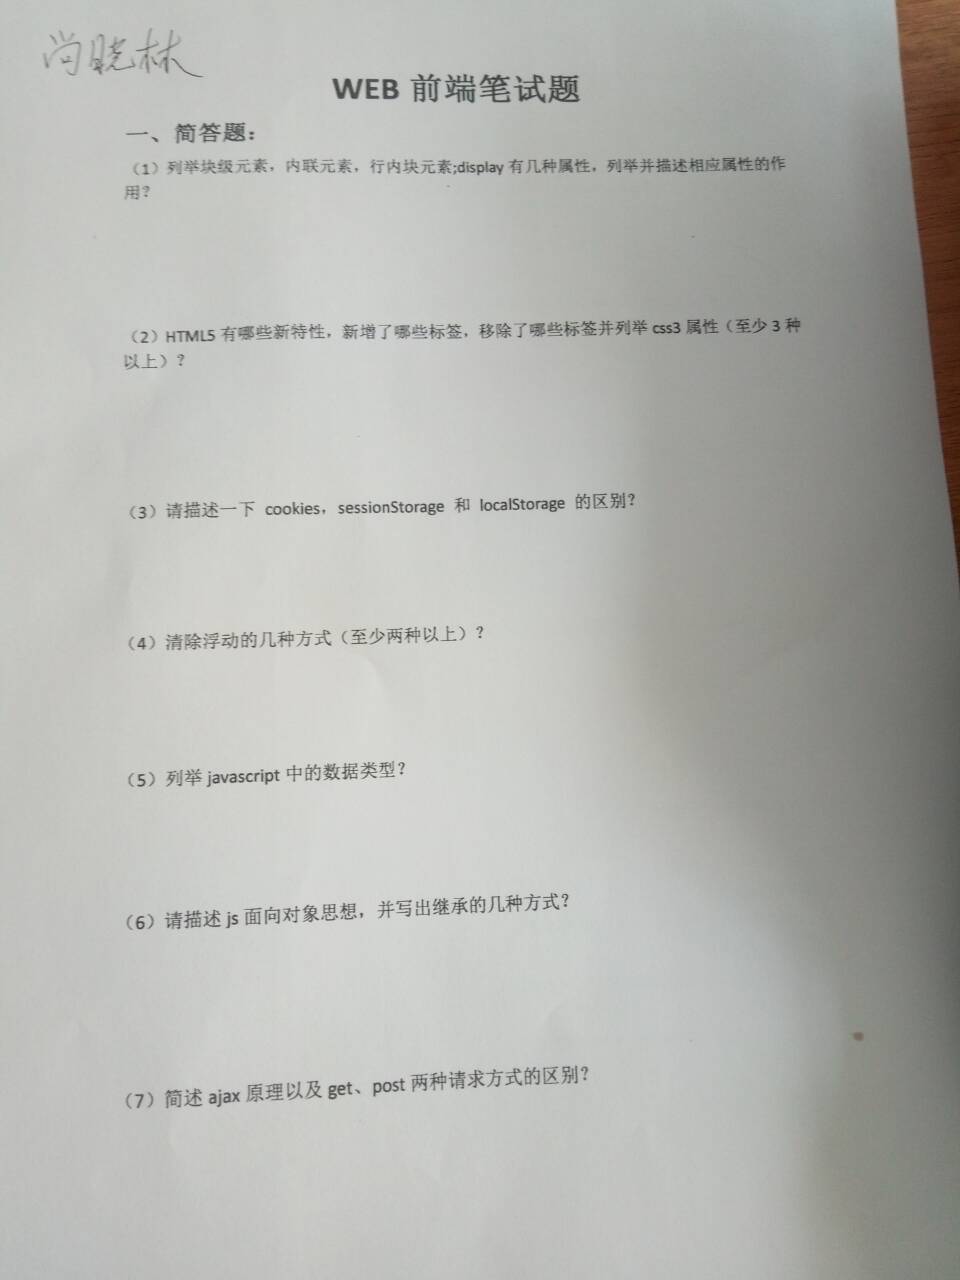 尚晓林
WEB 前端笔试题
一、简答题：
（1）列举块级元素，内联元素，行内块元素;display 有几种属性，列举并描述相应属性的作
用？
（2）HTML5 有哪些新特性，新增了哪些标签，移除了哪些标签并列举 css3 属性（至少 3 种
以上）？
（3）请描述一下 cookies，sessionStorage 和 localStorage 的区别？
（4）清除浮动的几种方式（至少两种以上）？
（5）列举 javascript 中的数据类型？
（6）请描述 js 面向对象思想，并写出继承的几种方式？
（7）简述 ajax 原理以及 get、post 两种请求方式的区别？